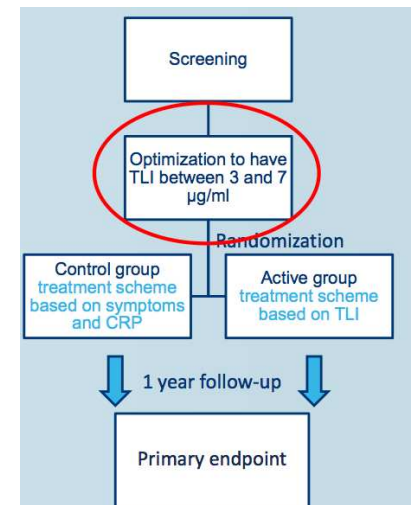 Screening
Optimization to have
TLI between 3 and 7
µg/ml
Randomization
Control group
treatment scheme
based on symptoms
and CRP
Active group
treatment scheme
based on TLI
1 year follow-up
Primary endpoint